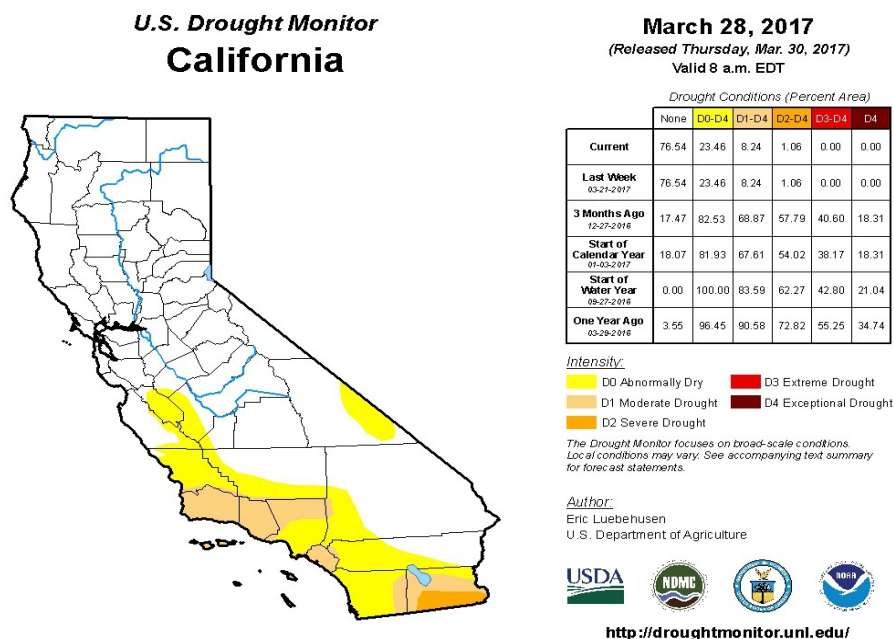 U.S. Drought Monitor
California
March 28, 2017
(Released Thursday, Mar. 30, 2017)
Valid 8 a.m. EDT
Drought Conditions (Percent Area)
None D0-D4 D1-D4 D2-D4 D3-D4 D4
Current 76.54 23.46 8.24 1.06 0.00 0.00
Last Week 76.54 23.46 8.24 1.06 0.00 0.00
03-21-2017
3 Months Ago 17.47 82.53 68.87 57.79 40.60 18.31
12-27-2016
Start of
Calendar Year 18.07 81.93 67.61 54.02 38.17 18.31
01-03-2017
Start of
Water Year 0.00 100.00 83.59 62.27 42.80 21.04
09-27-2016
One Year Ago 3.55 96.45 90.58 72.82 55.25 34.74
03-29-2016
Intensity:
D0 Abnormally Dry D3 Extreme Drought
D1 Moderate Drought D4 Exceptional Drought
D2 Severe Drought
The Drought Monitor focuses on broad-scale conditions.
Local conditions may vary. See accompanying text summary
for forecast statements.
Author:
Eric Luebehusen
U.S. Department of Agriculture
USDA NDMC NOAA
http://droughtmonitor.unl.edu/